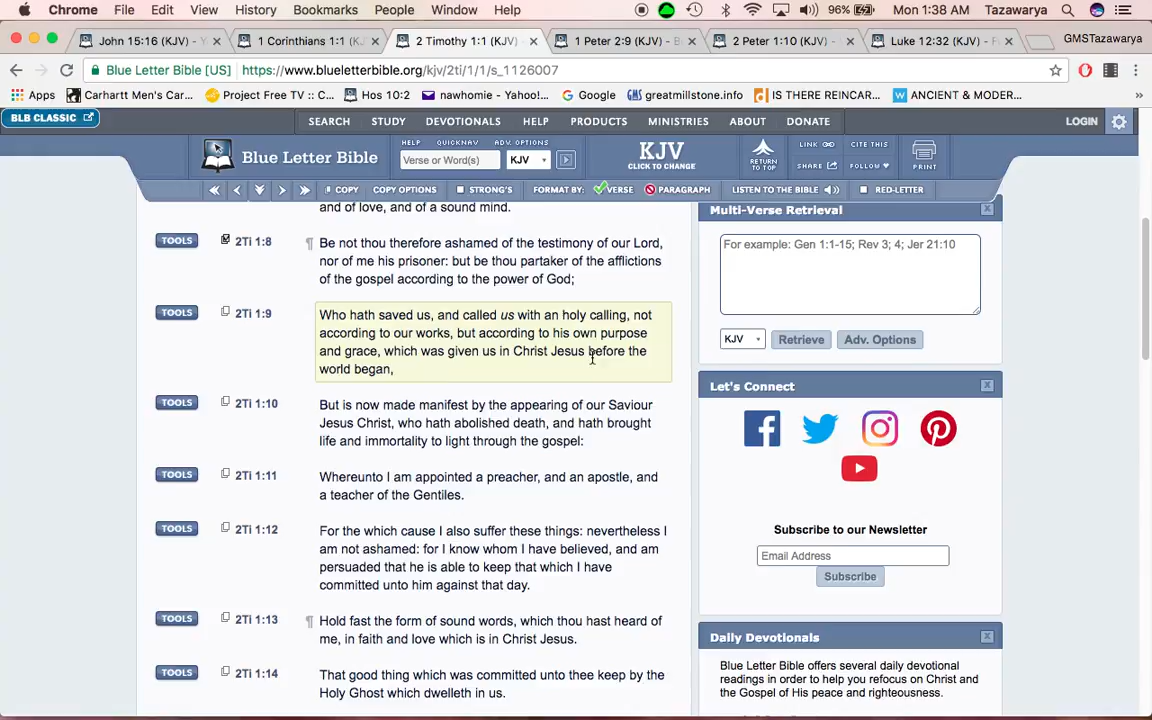 Chrome File Edit View History Bookmarks People Window Help 96% Mon 1:38 AM Tazawarya
John 15:16 (KJV) 1 Corinthians 1:1 (KJV) 2 Timothy 1:1 (KJV) 1 Peter 2:9 (KJV) - B 2 Peter 1:10 (KJV) - Luke 12:32 (KJV) - GMSTazawarya
Blue Letter Bible [US] https://www.blueletterbible.org/kjv/2ti/1/1/s_1126007
Apps Carhartt Men's Car... Project Free TV :: C... Hos 10:2 nawhomie - Yahoo!... Google GMS greatmillstone.info IS THERE REINCAR... W ANCIENT & MODER... »
BLB CLASSIC SEARCH STUDY DEVOTIONALS HELP PRODUCTS MINISTRIES ABOUT DONATE LOGIN
Blue Letter Bible
HELP QUICKNAV ADV. OPTIONS
Verse or Word(s) KJV
KJV
CLICK TO CHANGE
RETURN
TO TOP
LINK CITE THIS
SHARE FOLLOW
PRINT
COPY COPY OPTIONS STRONG'S FORMAT BY: VERSE PARAGRAPH LISTEN TO THE BIBLE RED-LETTER
and of love, and of a sound mind.
TOOLS 2Ti 1:8 ¶ Be not thou therefore ashamed of the testimony of our Lord,
nor of me his prisoner: but be thou partaker of the afflictions
of the gospel according to the power of God;
TOOLS 2Ti 1:9 Who hath saved us, and called us with an holy calling, not
according to our works, but according to his own purpose
and grace, which was given us in Christ Jesus before the
world began,
TOOLS 2Ti 1:10 But is now made manifest by the appearing of our Saviour
Jesus Christ, who hath abolished death, and hath brought
life and immortality to light through the gospel:
TOOLS 2Ti 1:11 Whereunto I am appointed a preacher, and an apostle, and
a teacher of the Gentiles.
TOOLS 2Ti 1:12 For the which cause I also suffer these things: nevertheless I
am not ashamed: for I know whom I have believed, and am
persuaded that he is able to keep that which I have
committed unto him against that day.
TOOLS 2Ti 1:13 ¶ Hold fast the form of sound words, which thou hast heard of
me, in faith and love which is in Christ Jesus.
TOOLS 2Ti 1:14 That good thing which was committed unto thee keep by the
Holy Ghost which dwelleth in us.
Multi-Verse Retrieval
For example: Gen 1:1-15; Rev 3; 4; Jer 21:10
KJV Retrieve Adv. Options
Let's Connect
Subscribe to our Newsletter
Email Address
Subscribe
Daily Devotionals
Blue Letter Bible offers several daily devotional
readings in order to help you refocus on Christ and
the Gospel of His peace and righteousness.